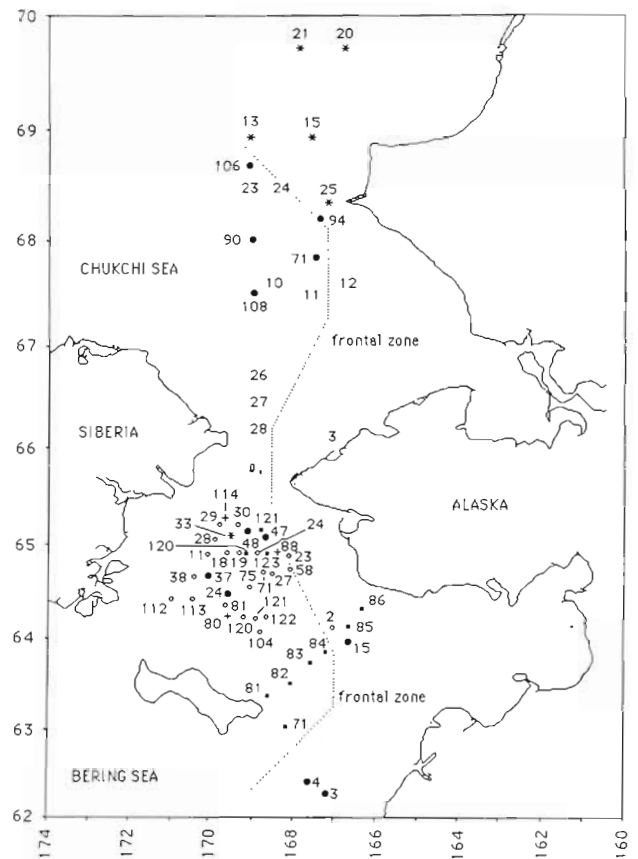 70
21 20
69
13 15
106
23 24
25
94
68
90
71
CHUKCHI SEA
10
12
11
108
67
frontal zone
26
27
SIBERIA
28
3
66
ALASKA
114
29 30 121
33 47 24
65
28
120 48 88
11 18 19 123 23
75 58
38 37 71 27
24
112 113 81 121
86
80 120 122
2 85
64
104 84
83 15
82
81
frontal zone
71
63
BERING SEA
4
3
62
174 172 170 168 166 164 162 160